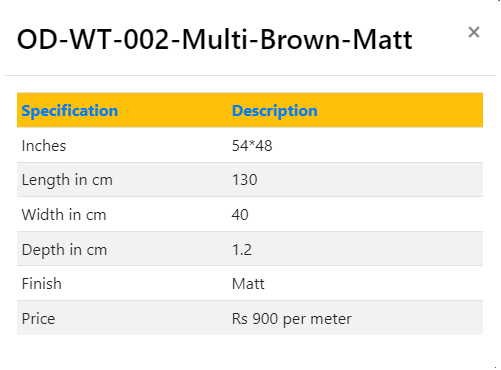 OD-WT-002-Multi-Brown-Matt ×
Specification Description
Inches 54*48
Length in cm 130
Width in cm 40
Depth in cm 1.2
Finish Matt
Price Rs 900 per meter